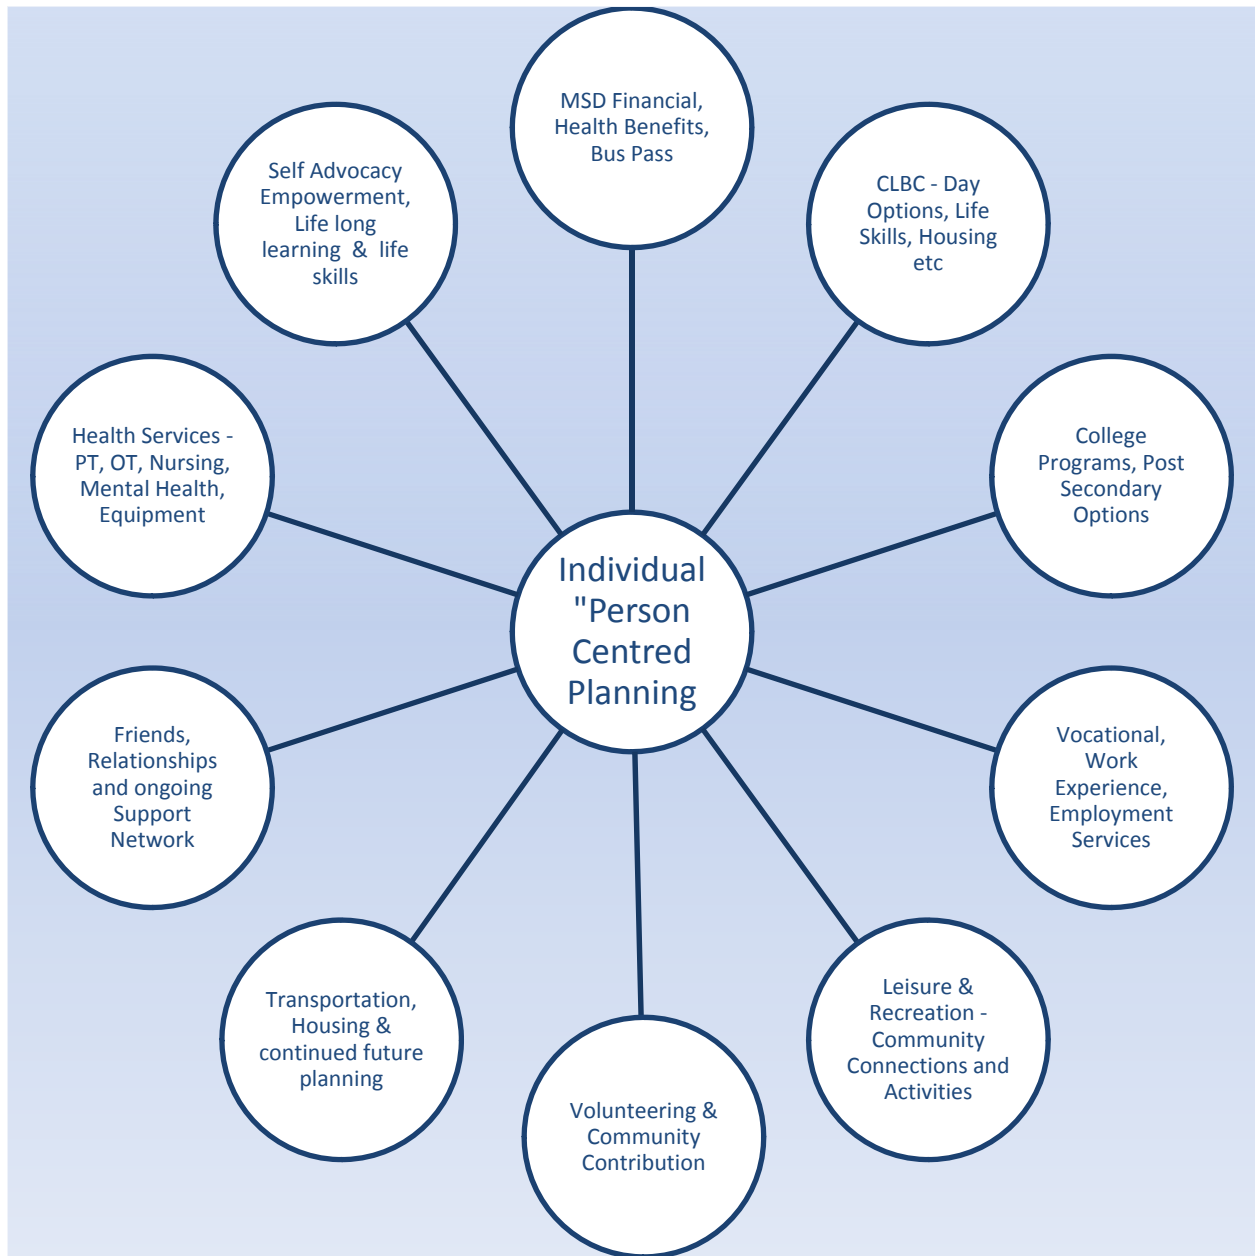 MSD Financial,
Health Benefits,
Bus Pass
CLBC - Day
Options, Life
Skills, Housing
etc
College
Programs, Post
Secondary
Options
Vocational,
Work
Experience,
Employment
Services
Leisure &
Recreation -
Community
Connections and
Activities
Volunteering &
Community
Contribution
Transportation,
Housing &
continued future
planning
Friends,
Relationships
and ongoing
Support
Network
Health Services -
PT, OT, Nursing,
Mental Health,
Equipment
Self Advocacy
Empowerment,
Life long
learning & life
skills
Individual
"Person
Centred
Planning